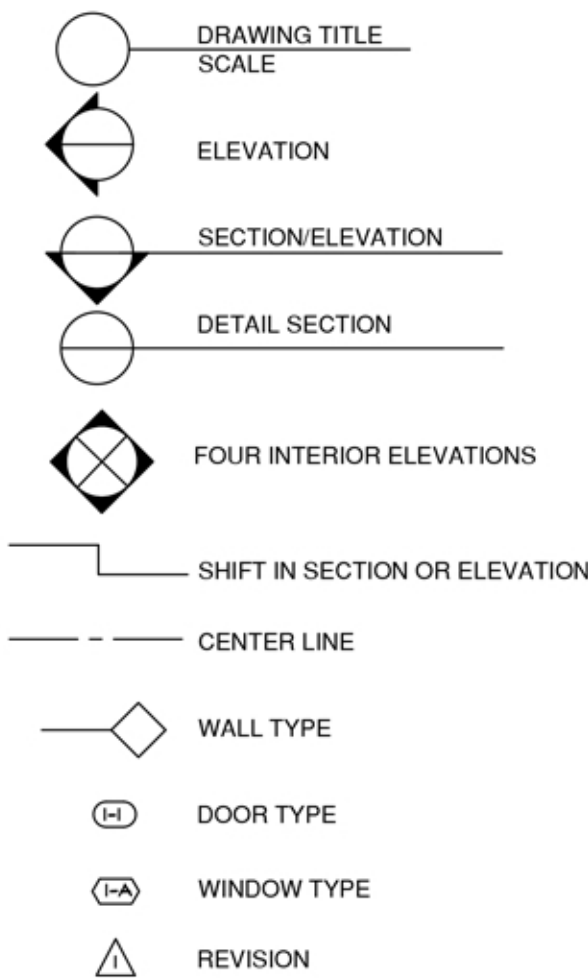 DRAWING TITLE
SCALE
ELEVATION
SECTION/ELEVATION
DETAIL SECTION
FOUR INTERIOR ELEVATIONS
SHIFT IN SECTION OR ELEVATION
CENTER LINE
WALL TYPE
I-I DOOR TYPE
I-A WINDOW TYPE
I REVISION